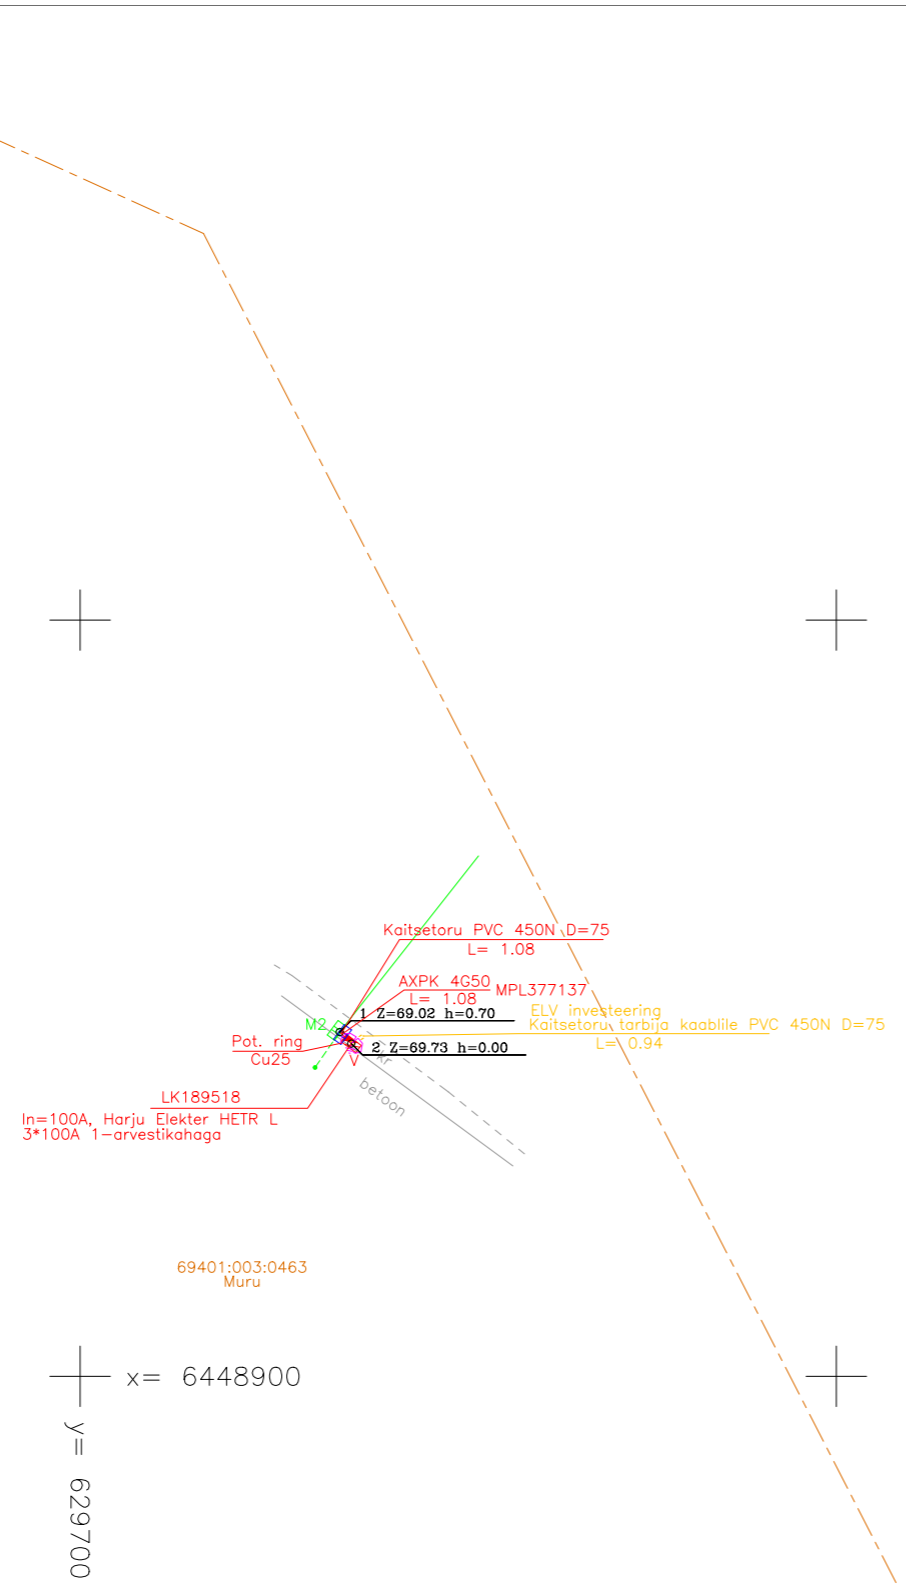 Kaitsetoru PVC 450N D=75
L= 1.08
AXPK 4G50
L= 1.08
MPL377137
1 Z=69.02 h=0.70
ELV investeering
Kaitsetoru tarbija kaablile PVC 450N D=75
L= 0.94
M2
Pot. ring
Cu25
2 Z=69.73 h=0.00
kr
betoon
LK189518
In=100A, Harju Elekter HETR L
3*100A 1-arvestikahaga
69401:003:0463
Muru
x= 6448900
y= 629700